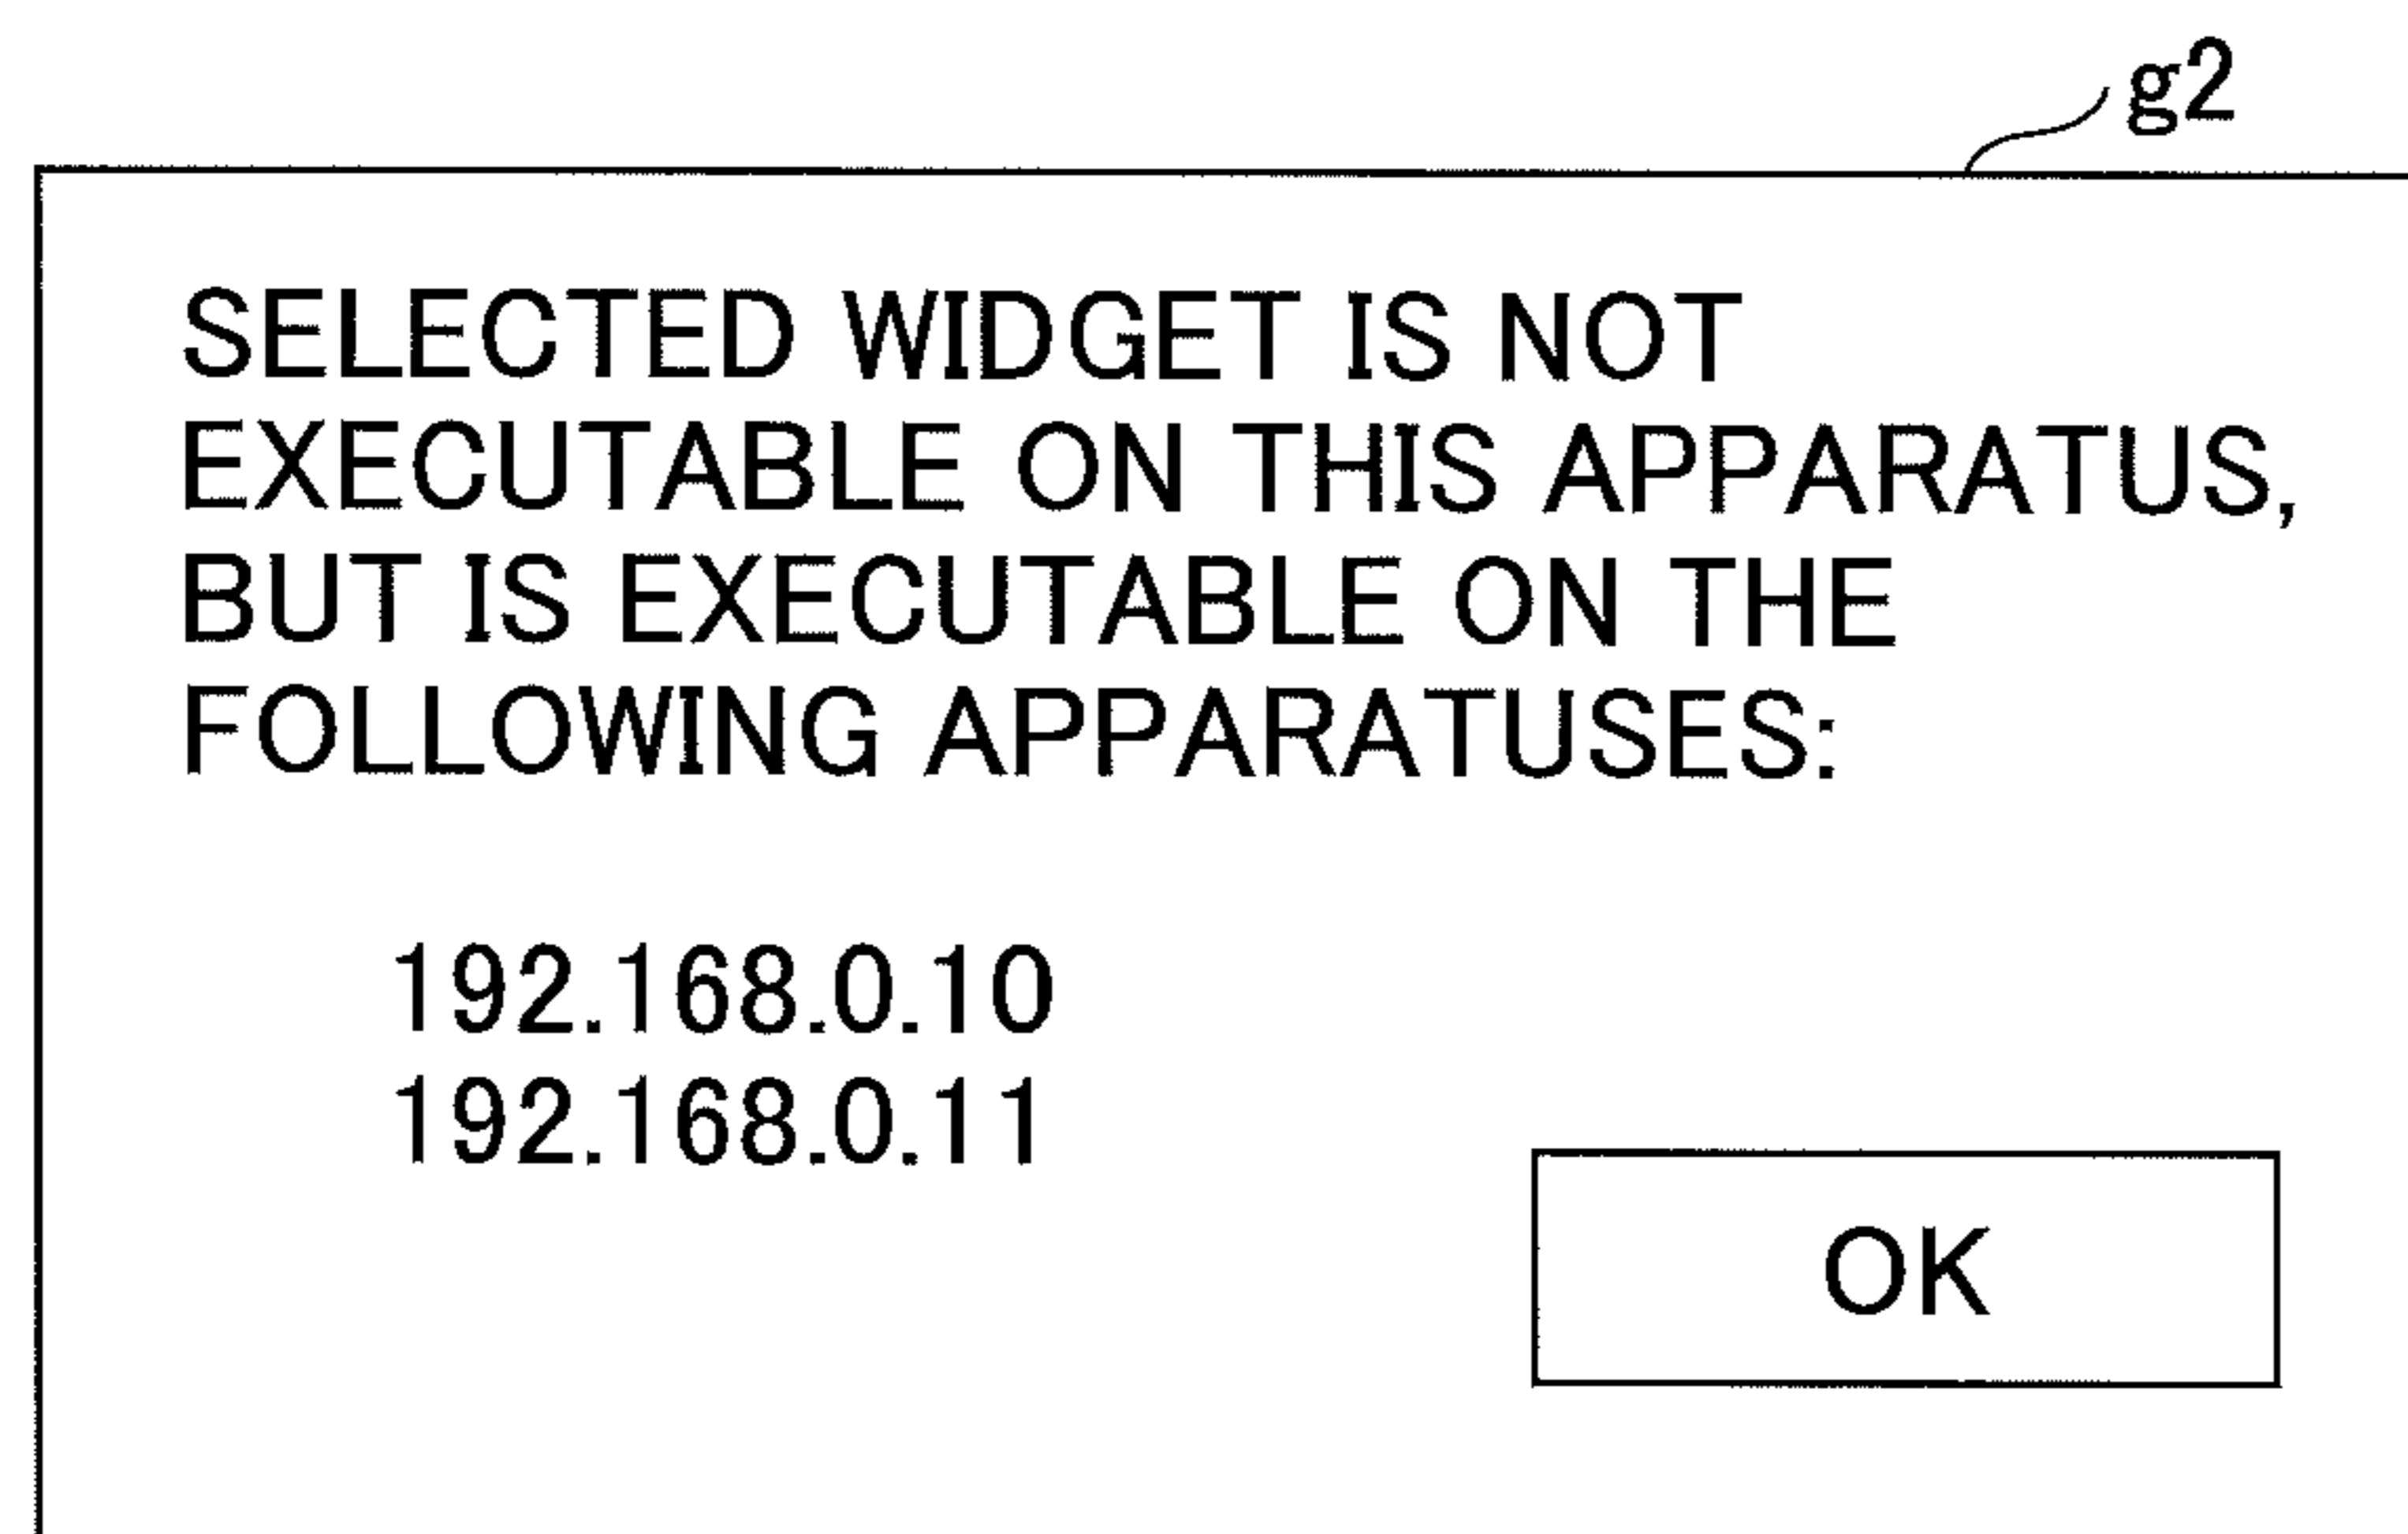 g2
SELECTED WIDGET IS NOT
EXECUTABLE ON THIS APPARATUS,
BUT IS EXECUTABLE ON THE
FOLLOWING APPARATUSES:
192.168.0.10
192.168.0.11
OK